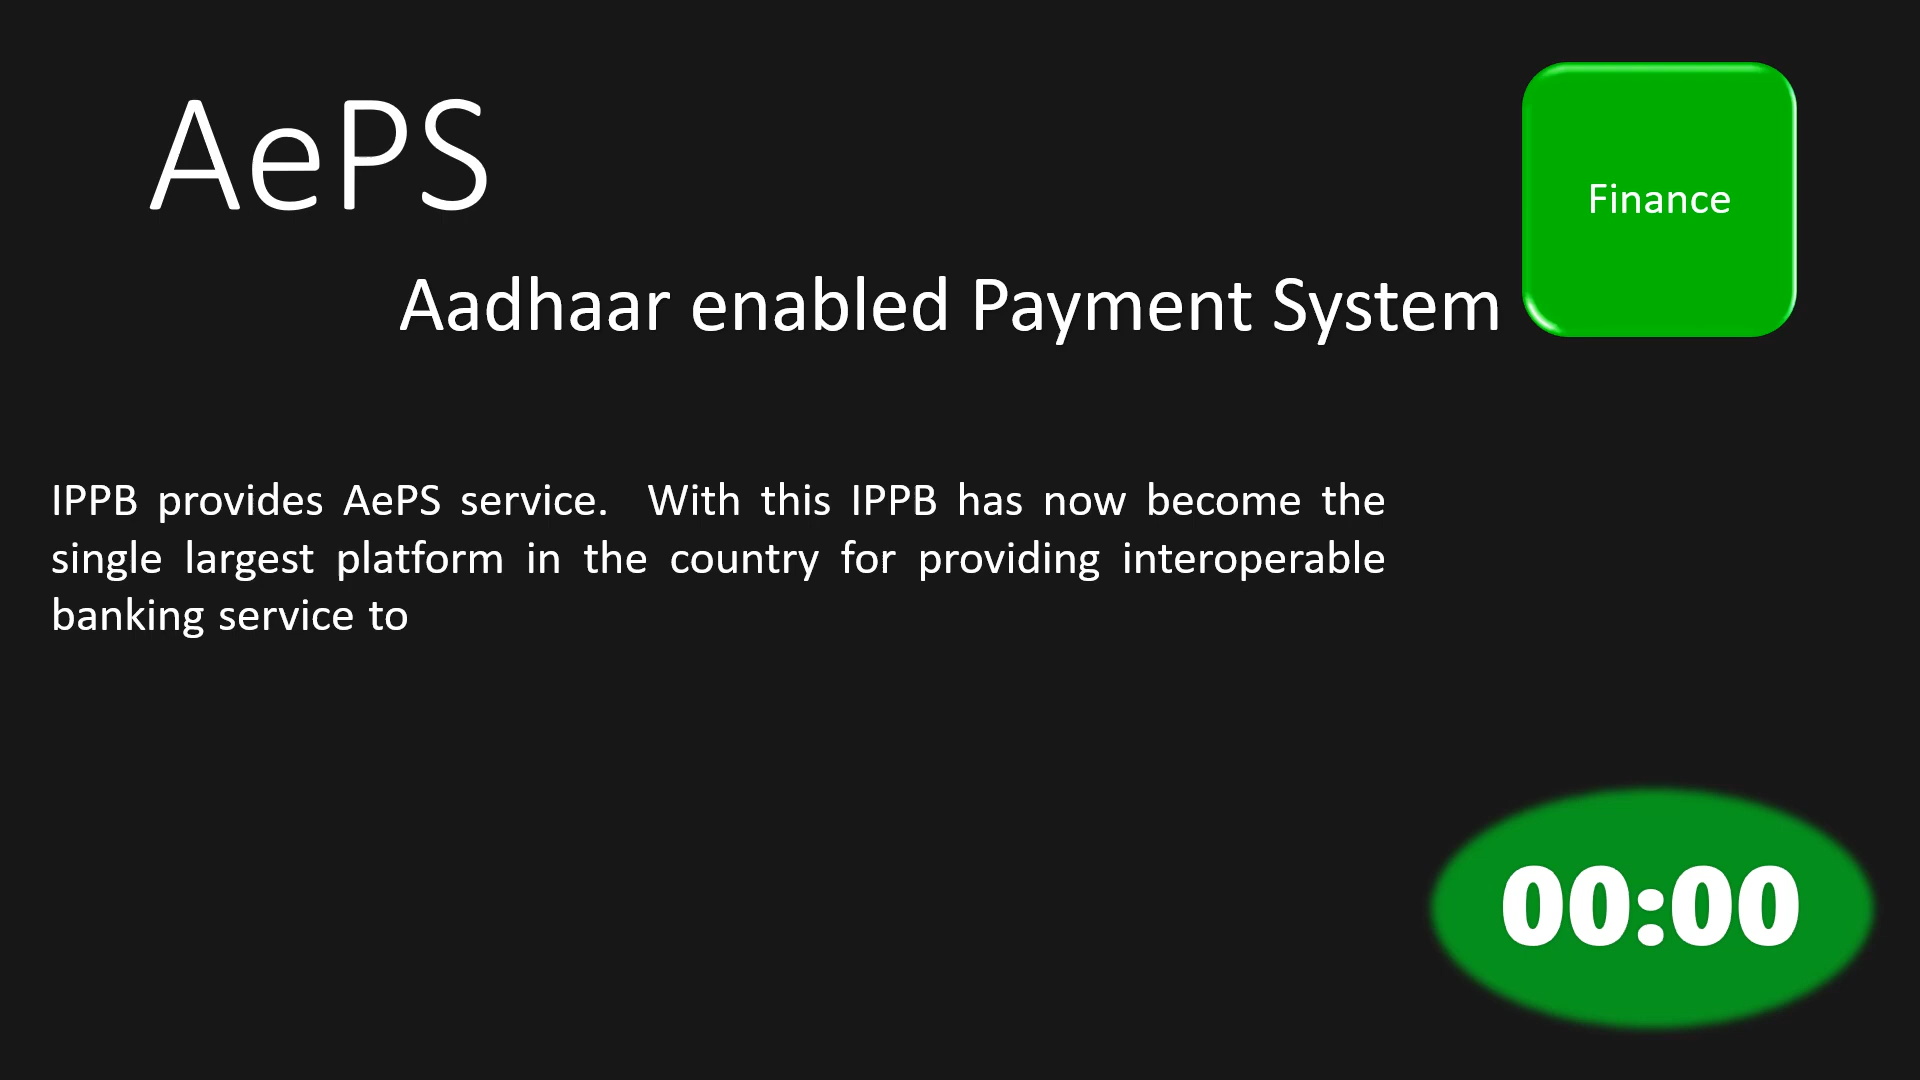 AePS
Finance
Aadhaar enabled Payment System
IPPB provides AePS service.  With this IPPB has now become the
single largest platform in the country for providing interoperable
banking service to
00:00